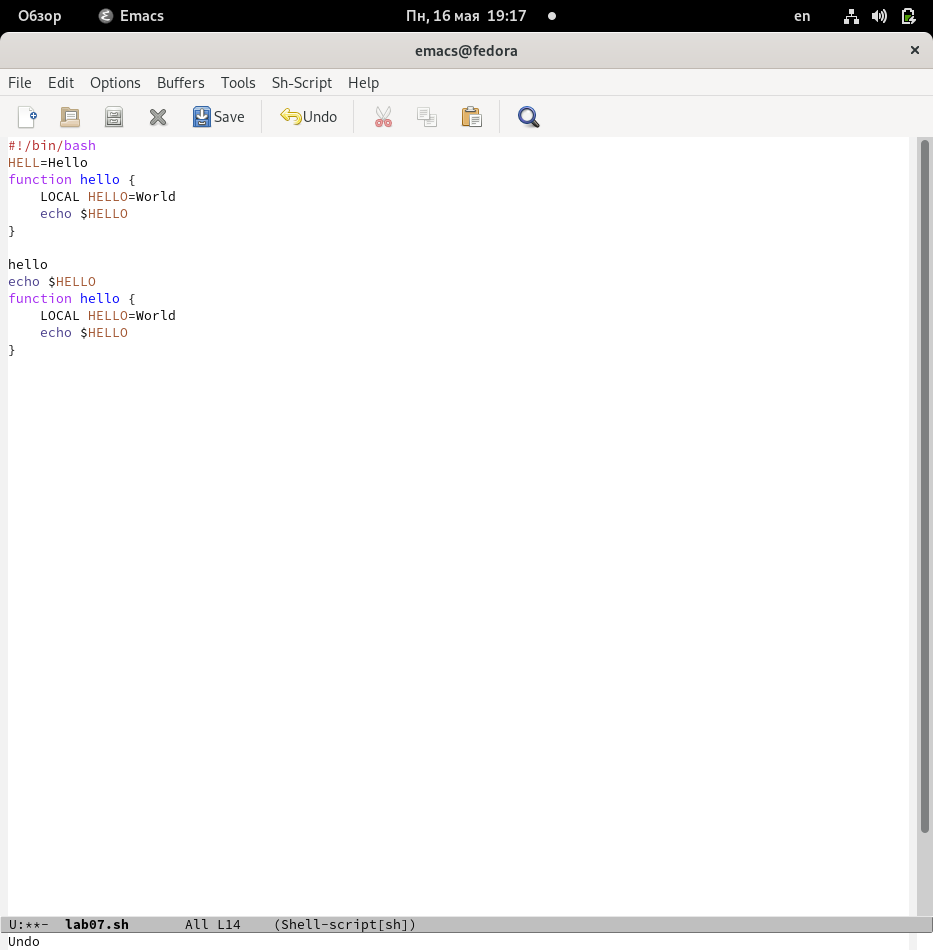 Обзор Emacs Пн, 16 мая 19:17 en
emacs@fedora
File Edit Options Buffers Tools Sh-Script Help
Save Undo
#!/bin/bash
HELL=Hello
function hello {
    LOCAL HELLO=World
    echo $HELLO
}
hello
echo $HELLO
function hello {
    LOCAL HELLO=World
    echo $HELLO
}
U:**-  lab07.sh       All L14    (Shell-script[sh])
Undo